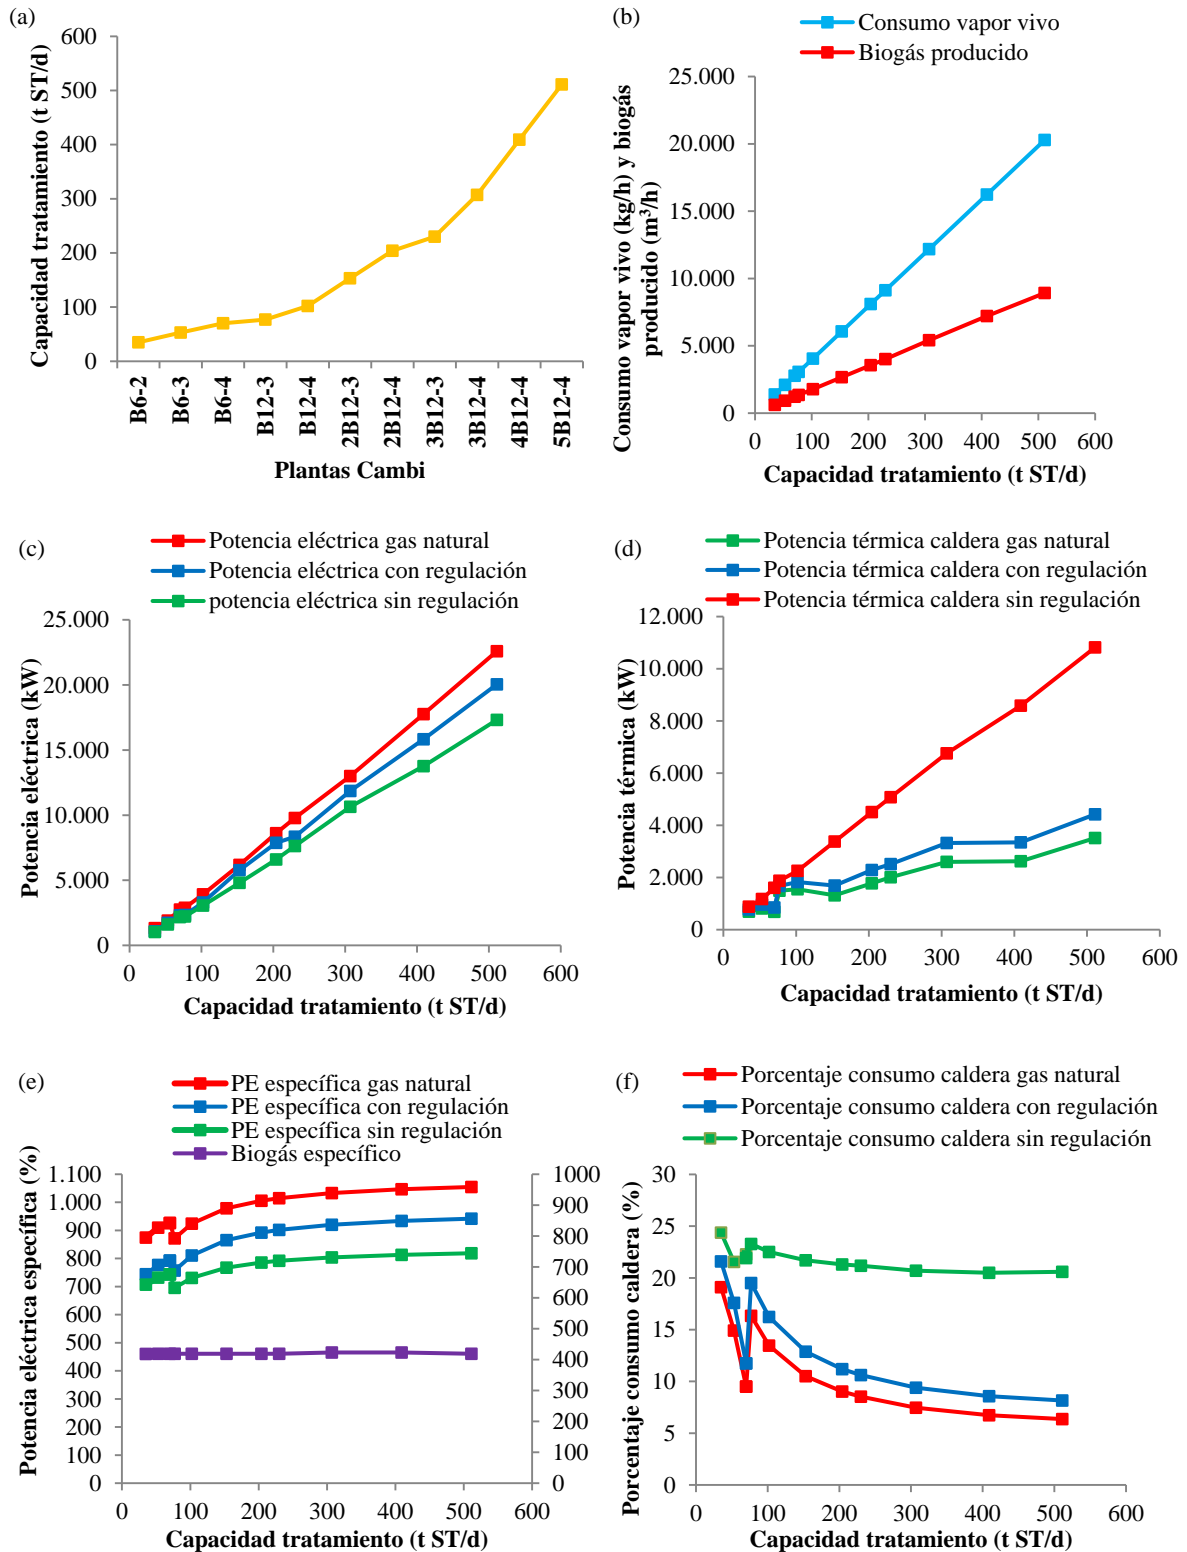 (a)
Capacidad tratamiento (t ST/d)
600
500
400
300
200
100
0
B6-2
B6-3
B6-4
B12-3
B12-4
2B12-3
2B12-4
3B12-3
3B12-4
4B12-4
5B12-4
Plantas Cambi
(b)
Consumo vapor vivo
Biogás producido
Consumo vapor vivo (kg/h) y biogás
producido (m³/h)
25.000
20.000
15.000
10.000
5.000
0
0 100 200 300 400 500 600
Capacidad tratamiento (t ST/d)
(c)
Potencia eléctrica gas natural
Potencia eléctrica con regulación
potencia eléctrica sin regulación
Potencia eléctrica (kW)
25.000
20.000
15.000
10.000
5.000
0
0 100 200 300 400 500 600
Capacidad tratamiento (t ST/d)
(d)
Potencia térmica caldera gas natural
Potencia térmica caldera con regulación
Potencia térmica caldera sin regulación
Potencia térmica (kW)
12.000
10.000
8.000
6.000
4.000
2.000
0
0 100 200 300 400 500 600
Capacidad tratamiento (t ST/d)
(e)
PE específica gas natural
PE específica con regulación
PE específica sin regulación
Biogás específico
Potencia eléctrica específica (%)
1.100
1.000
900
800
700
600
500
400
300
200
100
0
1000
900
800
700
600
500
400
300
200
100
0
0 100 200 300 400 500 600
Capacidad tratamiento (t ST/d)
(f)
Porcentaje consumo caldera gas natural
Porcentaje consumo caldera con regulación
Porcentaje consumo caldera sin regulación
Porcentaje consumo caldera (%)
30
25
20
15
10
5
0
0 100 200 300 400 500 600
Capacidad tratamiento (t ST/d)